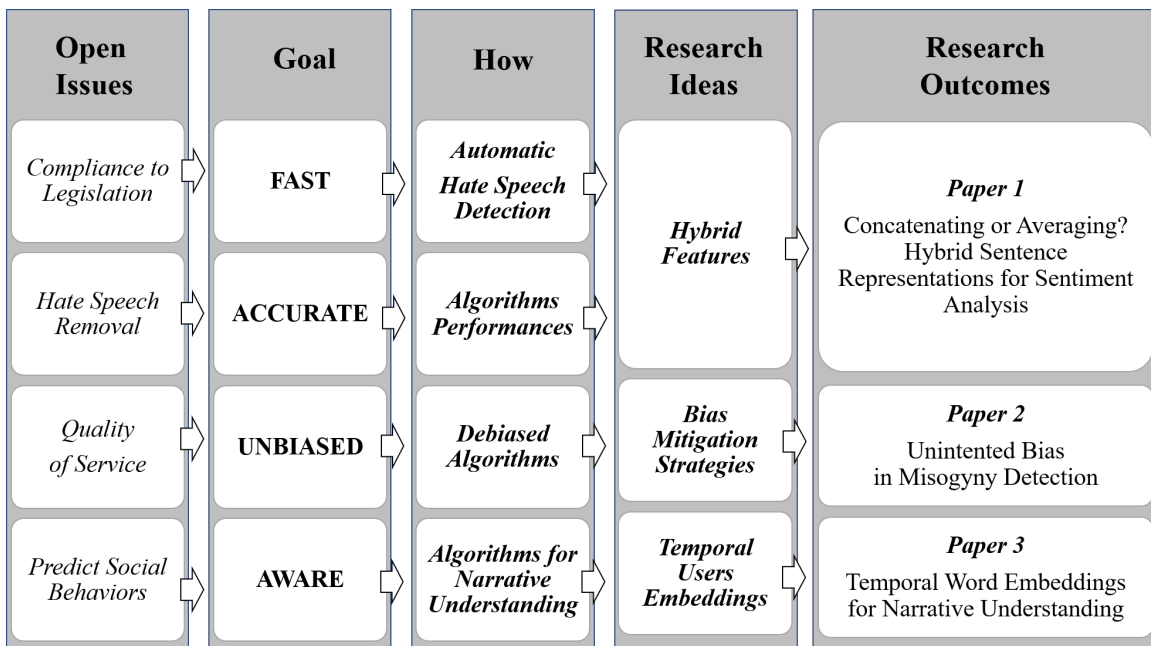 Open
Issues
Goal
How
Research
Ideas
Research
Outcomes
Compliance to
Legislation
FAST
Automatic
Hate Speech
Detection
Hybrid
Features
Paper 1
Concatenating or Averaging?
Hybrid Sentence
Representations for Sentiment
Analysis
Hate Speech
Removal
ACCURATE
Algorithms
Performances
Quality
of Service
UNBIASED
Debiased
Algorithms
Bias
Mitigation
Strategies
Paper 2
Unintented Bias
in Misogyny Detection
Predict Social
Behaviors
AWARE
Algorithms for
Narrative
Understanding
Temporal
Users
Embeddings
Paper 3
Temporal Word Embeddings
for Narrative Understanding